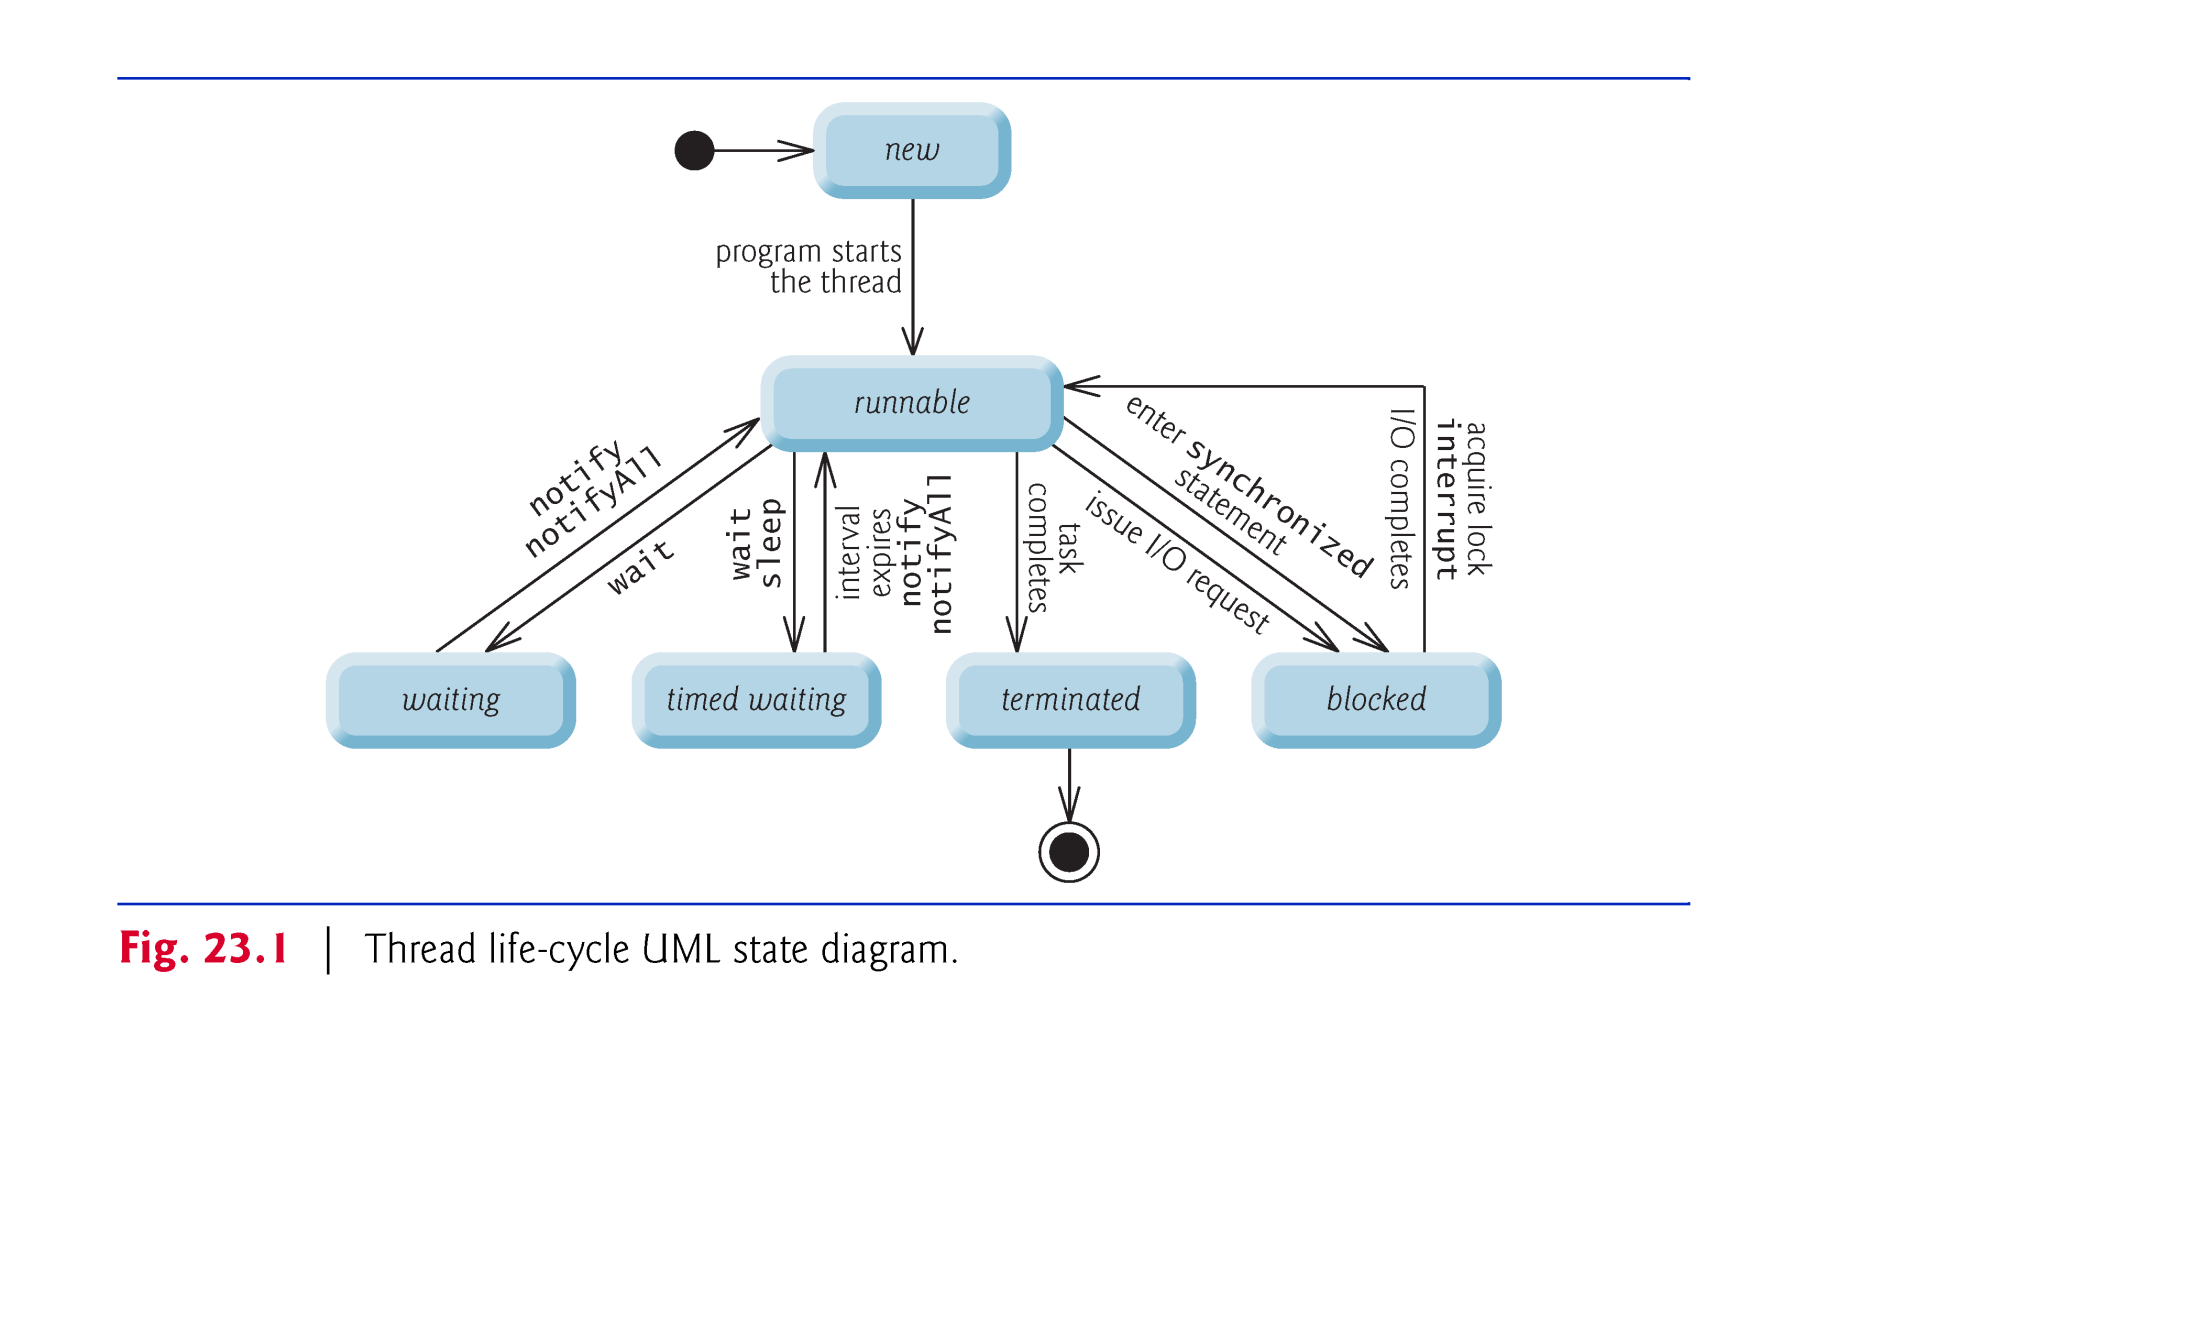 new
program starts
the thread
runnable
notify
notifyAll
wait
wait
sleep
interval
expires
notify
notifyAll
task
completes
issue I/O request
enter synchronized
statement
I/O completes
acquire lock
interrupt
waiting
timed waiting
terminated
blocked
Fig. 23.1 | Thread life-cycle UML state diagram.